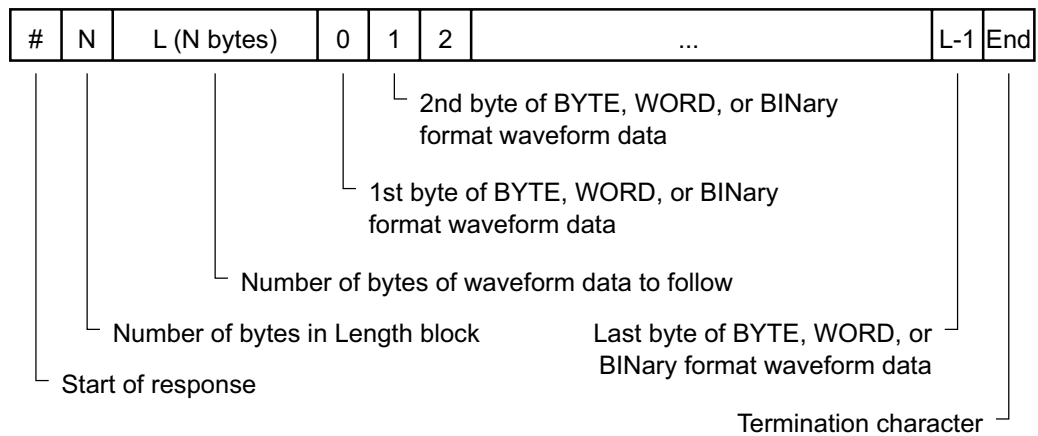 # N L (N bytes) 0 1 2 ... L-1 End
2nd byte of BYTE, WORD, or BINary
format waveform data
1st byte of BYTE, WORD, or BINary
format waveform data
Number of bytes of waveform data to follow
Number of bytes in Length block
Last byte of BYTE, WORD, or
BINary format waveform data
Start of response
Termination character